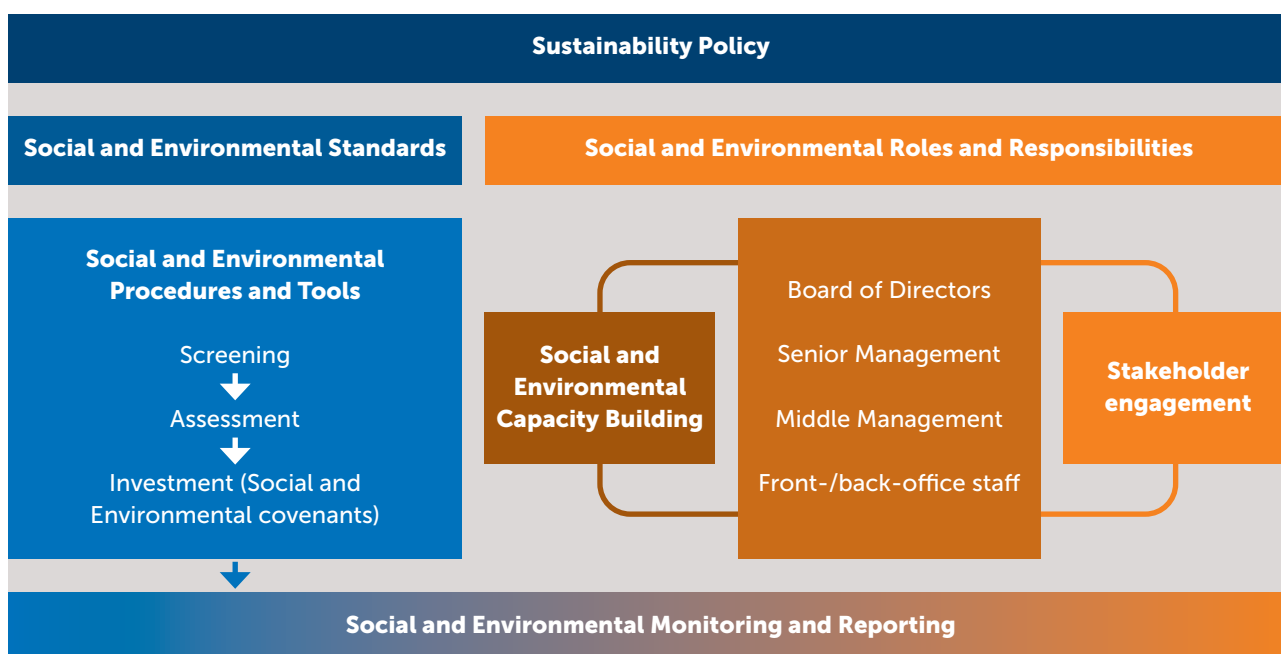 Sustainability Policy
Social and Environmental Standards
Social and Environmental Roles and Responsibilities
Social and Environmental
Procedures and Tools
Screening
Assessment
Investment (Social and
Environmental covenants)
Social and
Environmental
Capacity Building
Board of Directors
Senior Management
Middle Management
Front-/back-office staff
Stakeholder
engagement
Social and Environmental Monitoring and Reporting